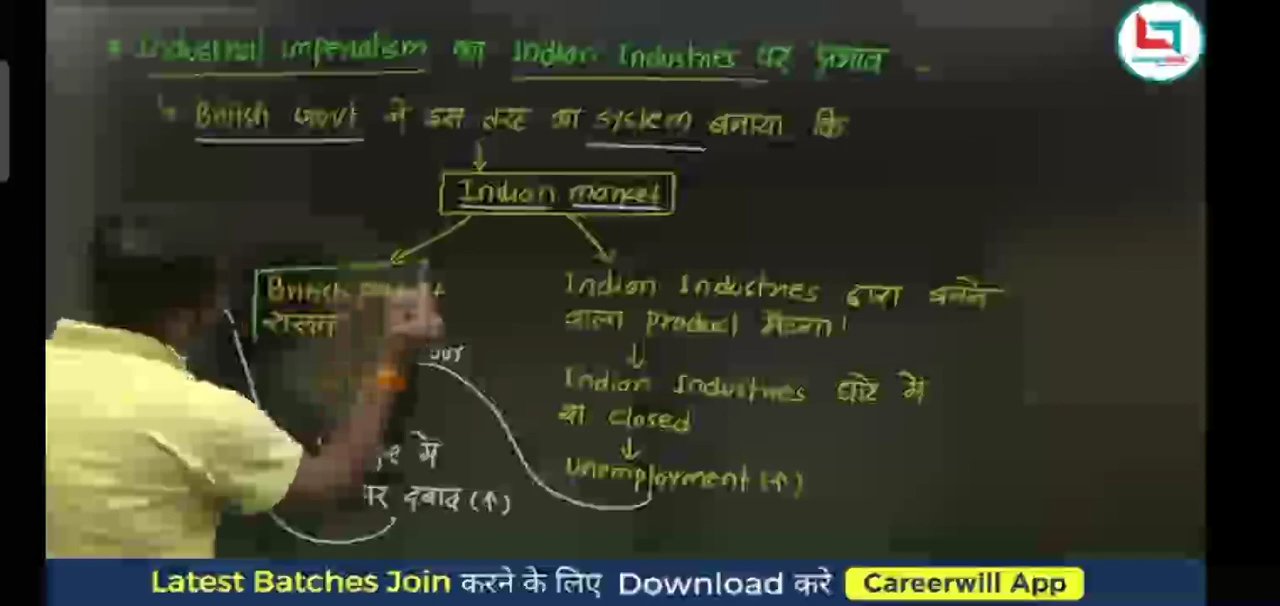 * Industrial imperialism का Indian Industries पर प्रभाव -
British Govt ने इस तरह का system बनाया कि
Indian market
British
सस्ता
Indian Industries द्वारा बनने
वाला Product महँगा।
Indian Industries घाटे में
या closed
Unemployment (↑)
में
पर दबाव (↑)
Latest Batches Join करने के लिए Download करे Careerwill App